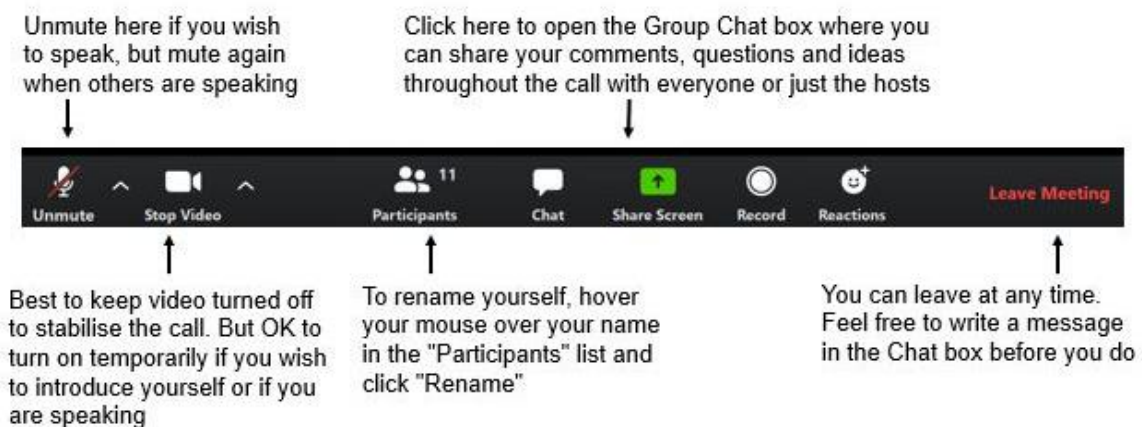 Unmute here if you wish
to speak, but mute again
when others are speaking
Click here to open the Group Chat box where you
can share your comments, questions and ideas
throughout the call with everyone or just the hosts
Unmute
Stop Video
11
Participants
Chat
Share Screen
Record
Reactions
Leave Meeting
Best to keep video turned off
to stabilise the call. But OK to
turn on temporarily if you wish
to introduce yourself or if you
are speaking
To rename yourself, hover
your mouse over your name
in the "Participants" list and
click "Rename"
You can leave at any time.
Feel free to write a message
in the Chat box before you do